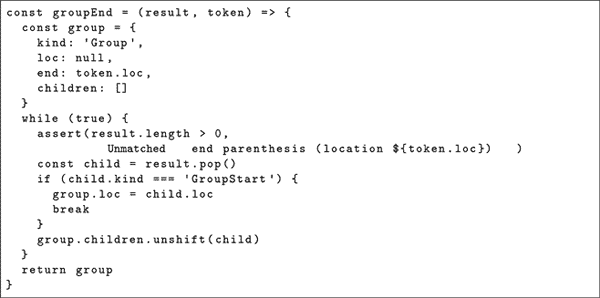 const groupEnd = (result, token) => {
  const group = {
    kind: 'Group',
    loc: null,
    end: token.loc,
    children: []
  }
  while (true) {
    assert(result.length > 0,
             Unmatched   end parenthesis (location ${token.loc})   )
    const child = result.pop()
    if (child.kind === 'GroupStart') {
      group.loc = child.loc
      break
    }
    group.children.unshift(child)
  }
  return group
}